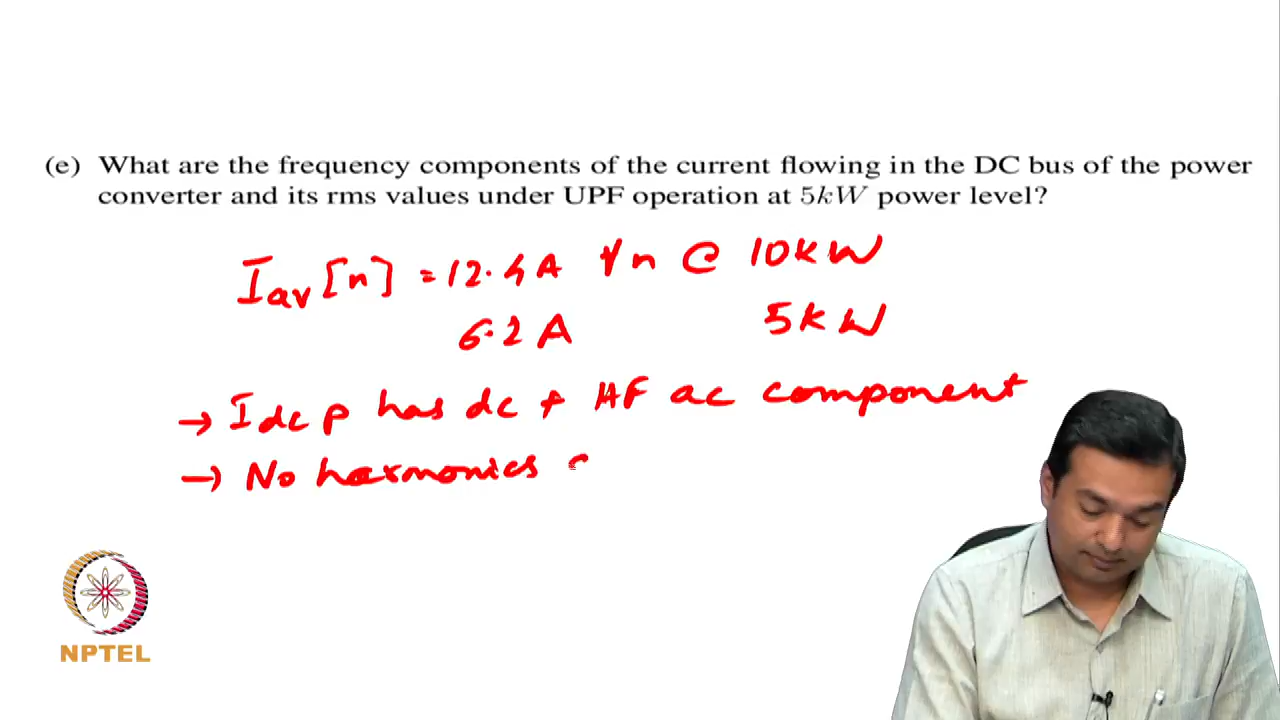 (e) What are the frequency components of the current flowing in the DC bus of the power
converter and its rms values under UPF operation at 5kW power level?
Iav[n] = 12.4A ∀n @ 10kW
6.2 A 5kW
→ Idcp has dc + HF ac component
→ No harmonics
NPTEL